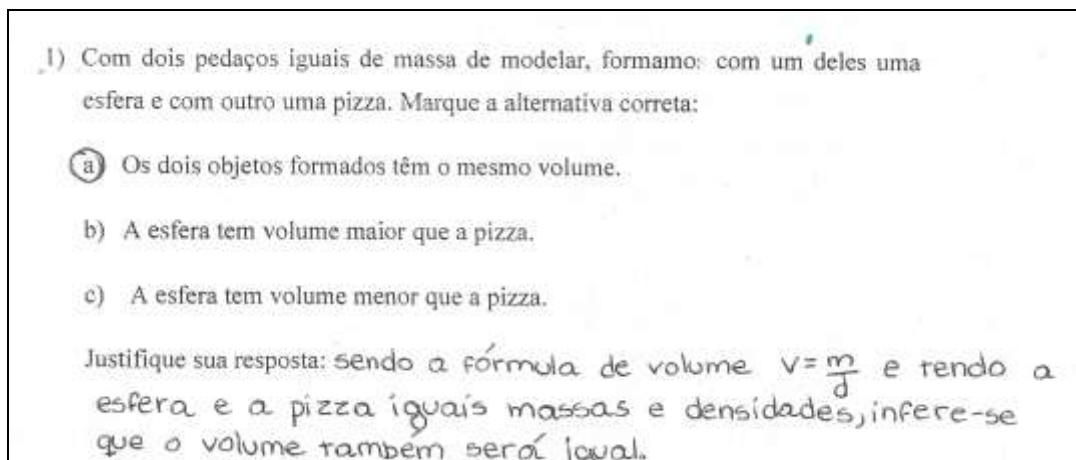 1) Com dois pedaços iguais de massa de modelar, formamo: com um deles uma
esfera e com outro uma pizza. Marque a alternativa correta:
a) Os dois objetos formados têm o mesmo volume.
b) A esfera tem volume maior que a pizza.
c) A esfera tem volume menor que a pizza.
Justifique sua resposta: sendo a fórmula de volume v = m/d e tendo a
esfera e a pizza iguais massas e densidades, infere-se
que o volume também será igual.